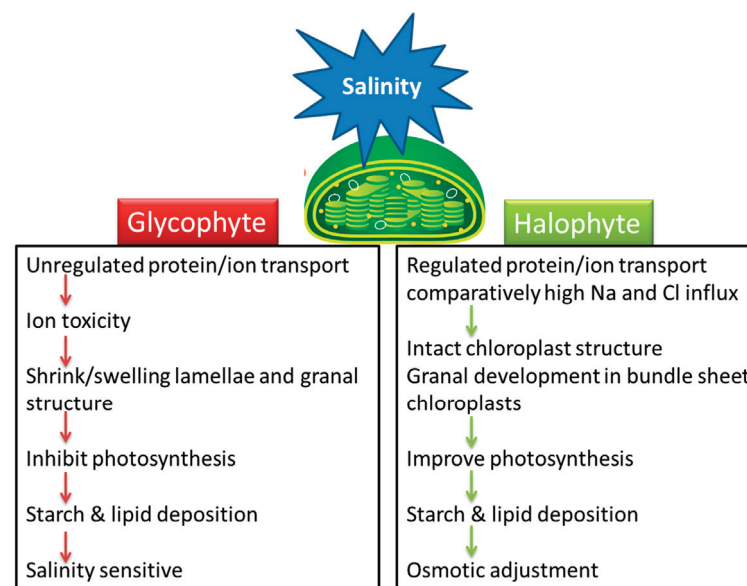 Salinity
Glycophyte
Unregulated protein/ion transport
Ion toxicity
Shrink/swelling lamellae and granal
structure
Inhibit photosynthesis
Starch & lipid deposition
Salinity sensitive
Halophyte
Regulated protein/ion transport
comparatively high Na and Cl influx
Intact chloroplast structure
Granal development in bundle sheet
chloroplasts
Improve photosynthesis
Starch & lipid deposition
Osmotic adjustment